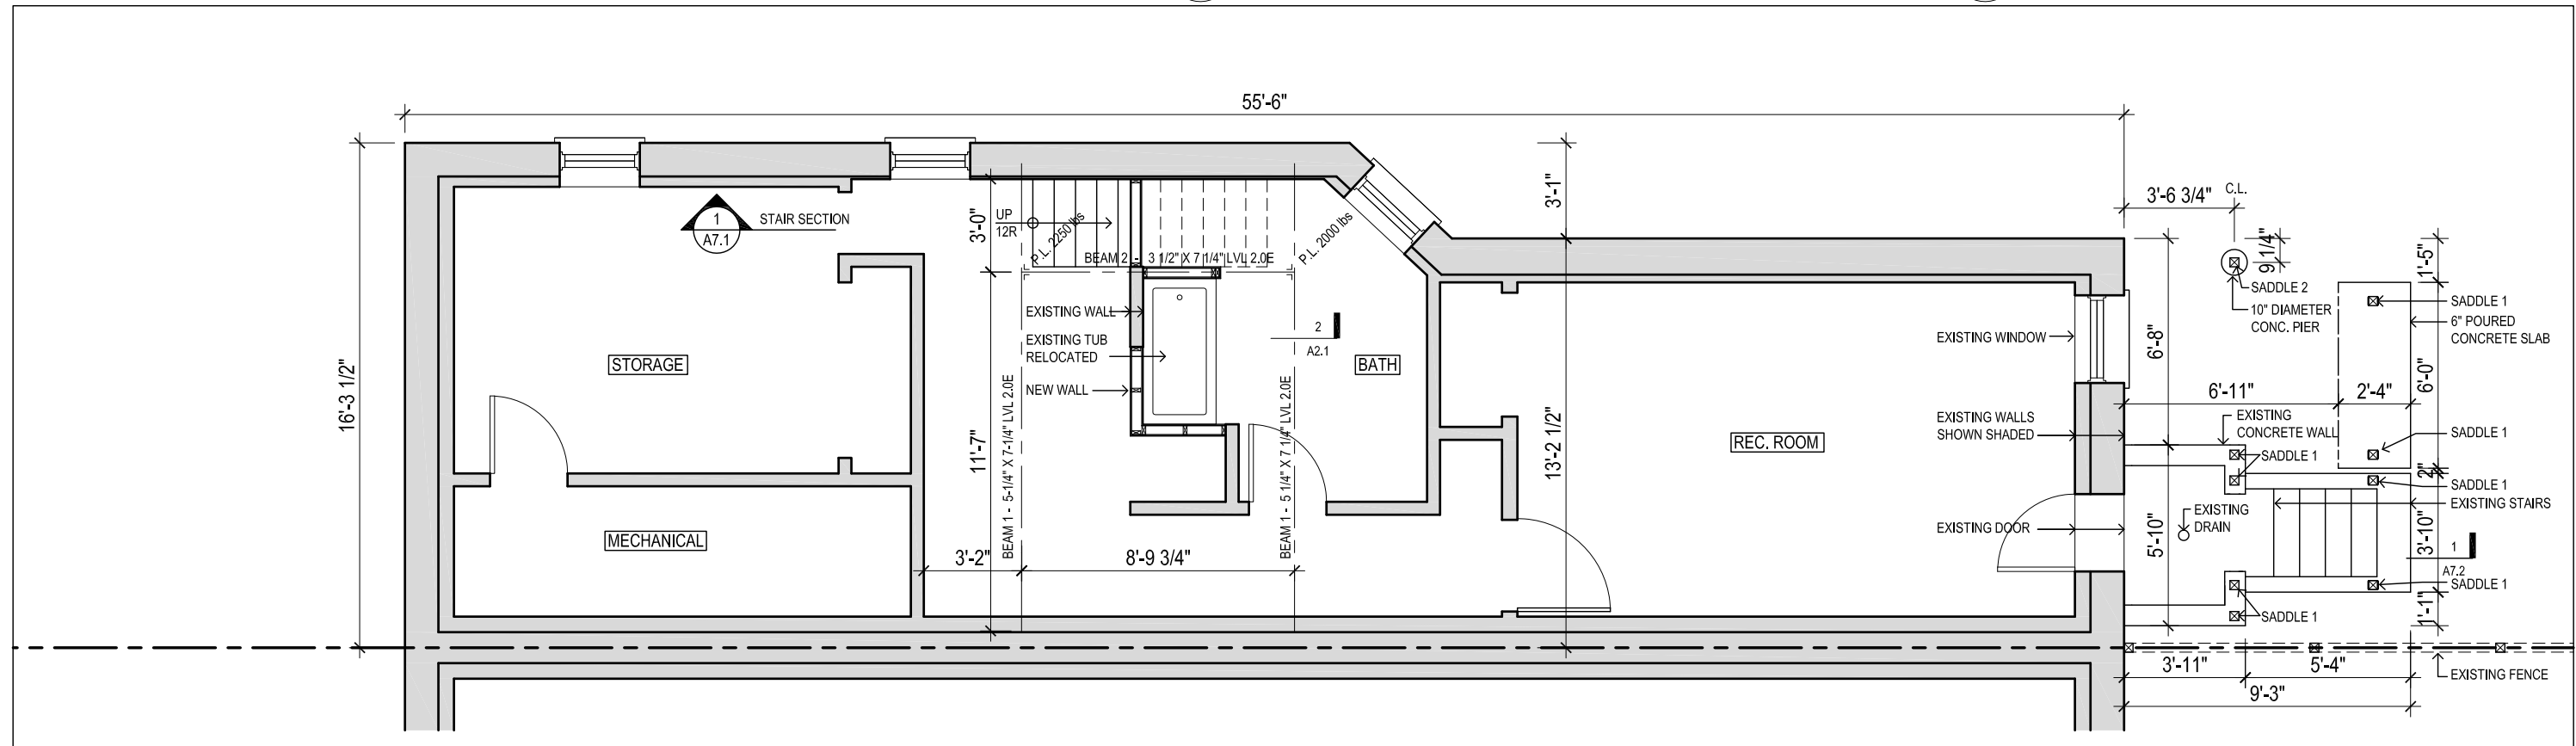 55'-6"
3'-1"
3'-6 3/4"
C.L.
1
A7.1
STAIR SECTION
3'-0"
UP
12R
P.L. 2250 lbs
P.L. 2000 lbs
BEAM 2 - 3 1/2" X 7 1/4" LVL 2.0E
9 1/4"
1'-5"
SADDLE 2
10" DIAMETER
CONC. PIER
SADDLE 1
6" POURED
CONCRETE SLAB
EXISTING WALL
EXISTING TUB
RELOCATED
NEW WALL
2
A2.1
16'-3 1/2"
STORAGE
BATH
EXISTING WINDOW
6'-8"
6'-0"
6'-11"
2'-4"
11'-7"
BEAM 1 - 5-1/4" X 7-1/4" LVL 2.0E
BEAM 1 - 5 1/4" X 7 1/4" LVL 2.0E
13'-2 1/2"
REC. ROOM
EXISTING WALLS
SHOWN SHADED
EXISTING
CONCRETE WALL
SADDLE 1
SADDLE 1
2"
SADDLE 1
EXISTING STAIRS
MECHANICAL
EXISTING DOOR
EXISTING
DRAIN
5'-10"
3'-10"
3'-2"
8'-9 3/4"
1
A7.2
SADDLE 1
SADDLE 1
1'-1"
3'-11"
5'-4"
EXISTING FENCE
9'-3"